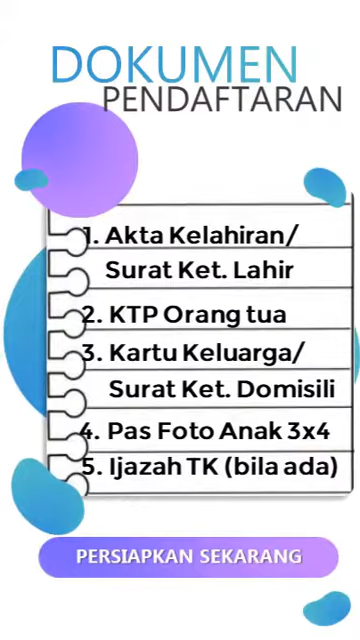 DOKUMEN
PENDAFTARAN
1. Akta Kelahiran/
Surat Ket. Lahir
2. KTP Orang tua
3. Kartu Keluarga/
Surat Ket. Domisili
4. Pas Foto Anak 3x4
5. Ijazah TK (bila ada)
PERSIAPKAN SEKARANG